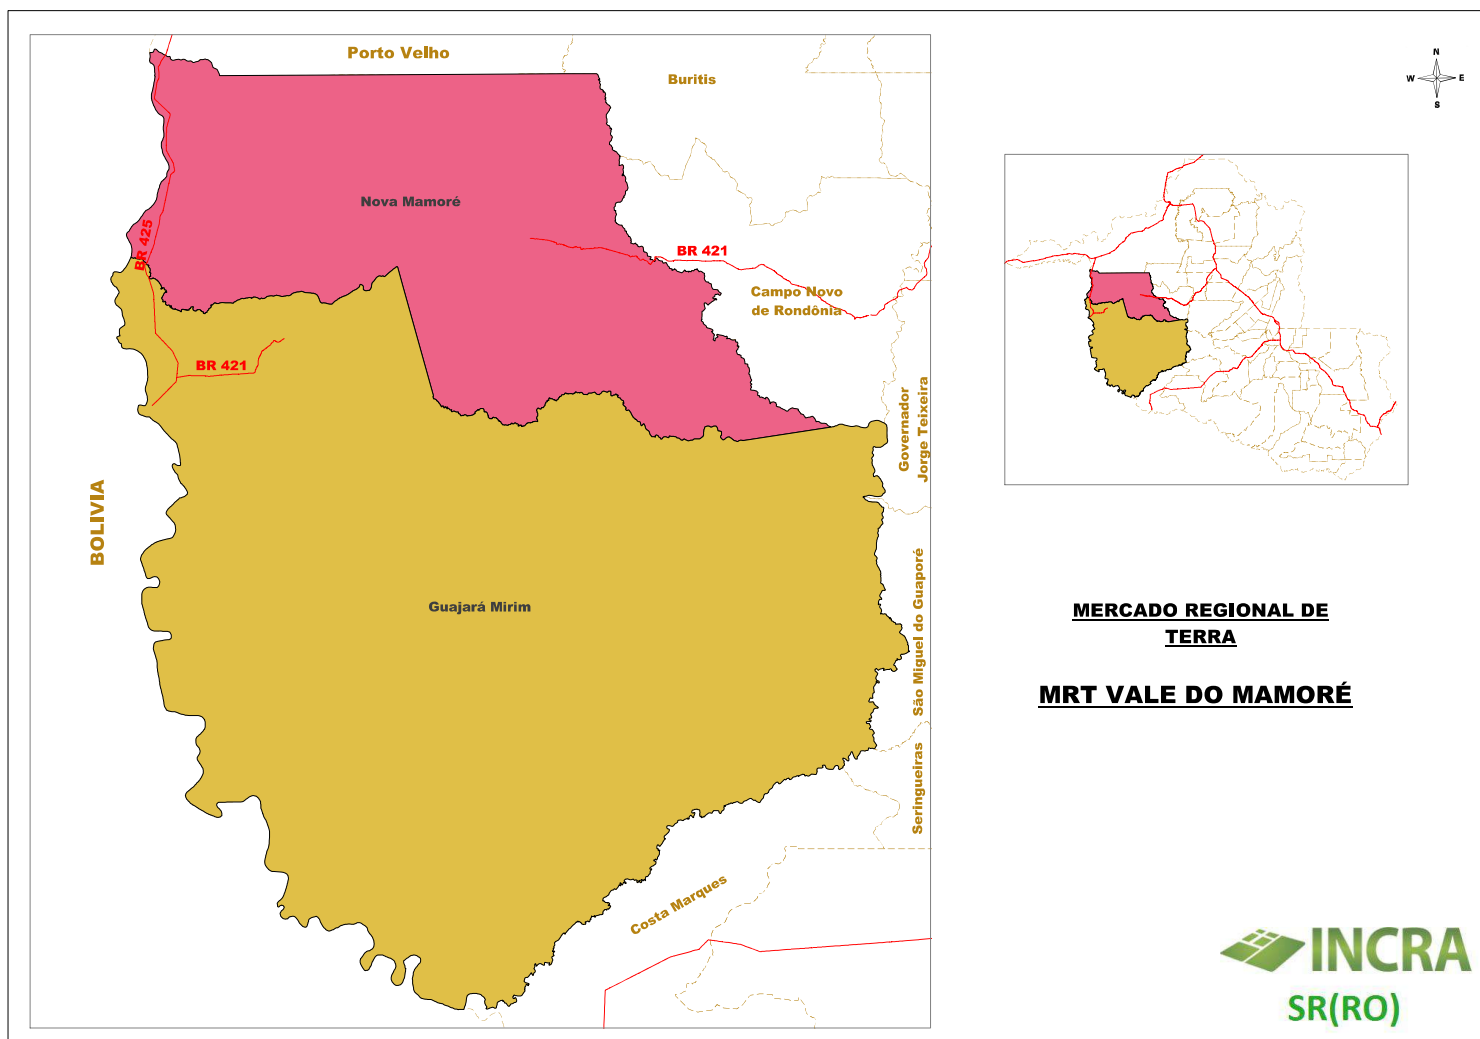 Porto Velho
Buritis
N
W
E
S
Nova Mamoré
BR 425
BR 421
Campo Novo
de Rondônia
BR 421
Governador
Jorge Teixeira
BOLIVIA
Guajará Mirim
São Miguel do Guaporé
Seringueiras
Costa Marques
MERCADO REGIONAL DE
TERRA
MRT VALE DO MAMORÉ
INCRA
SR(RO)